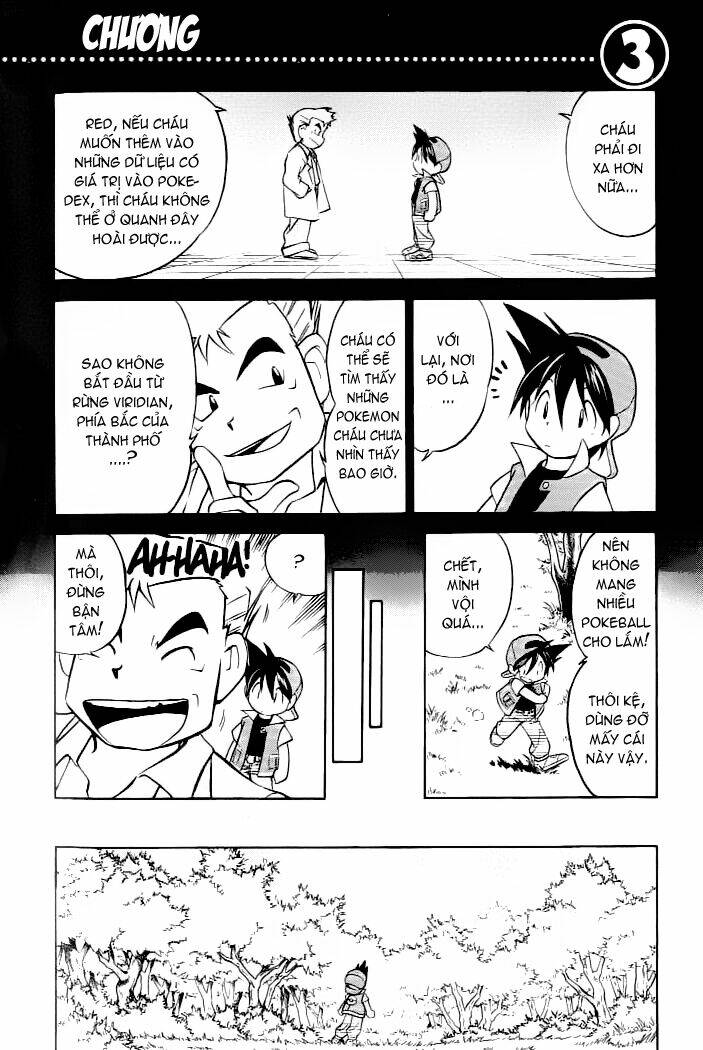 CHƯƠNG
3
RED, NẾU CHÁU
MUỐN THÊM VÀO
NHỮNG DỮ LIỆU CÓ
GIÁ TRỊ VÀO POKE-
DEX, THÌ CHÁU KHÔNG
THỂ Ở QUANH ĐÂY
HOÀI ĐƯỢC...
CHÁU
PHẢI ĐI
XA HƠN
NỮA...
SAO KHÔNG
BẮT ĐẦU TỪ
RỪNG VIRIDIAN,
PHÍA BẮC CỦA
THÀNH PHỐ
....?
CHÁU CÓ
THỂ SẼ
TÌM THẤY
NHỮNG
POKEMON
CHÁU CHƯA
NHÌN THẤY
BAO GIỜ.
VỚI
LẠI, NƠI
ĐÓ LÀ
...
MÀ
THÔI,
ĐỪNG
BẬN
TÂM!
AH-HAHA!
?
CHẾT,
MÌNH
VỘI
QUÁ...
NÊN
KHÔNG
MANG
NHIỀU
POKEBALL
CHO LẮM!
THÔI KỆ,
DÙNG ĐỠ
MẤY CÁI
NÀY VẬY.